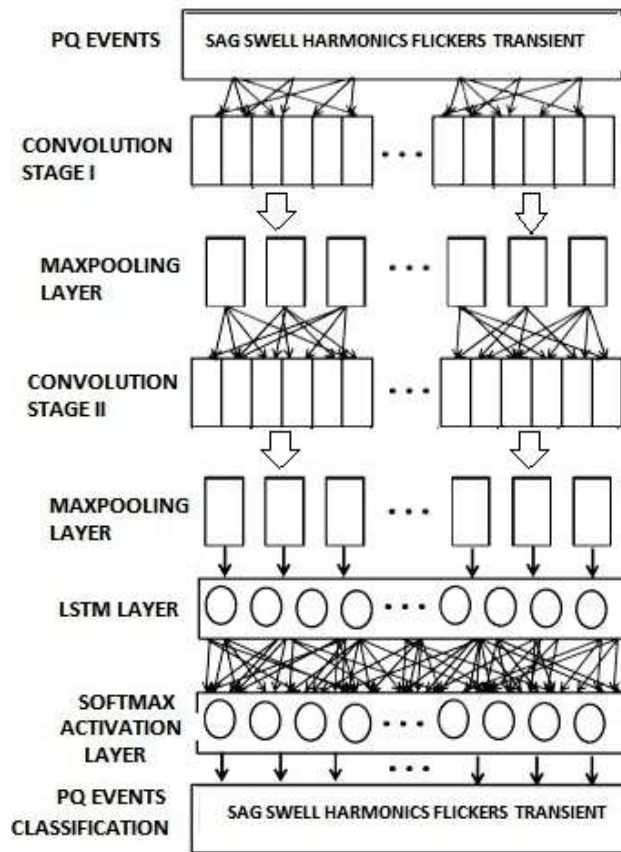 PQ EVENTS
SAG SWELL HARMONICS FLICKERS TRANSIENT
CONVOLUTION
STAGE I
MAXPOOLING
LAYER
CONVOLUTION
STAGE II
MAXPOOLING
LAYER
LSTM LAYER
SOFTMAX
ACTIVATION
LAYER
PQ EVENTS
CLASSIFICATION
SAG SWELL HARMONICS FLICKERS TRANSIENT